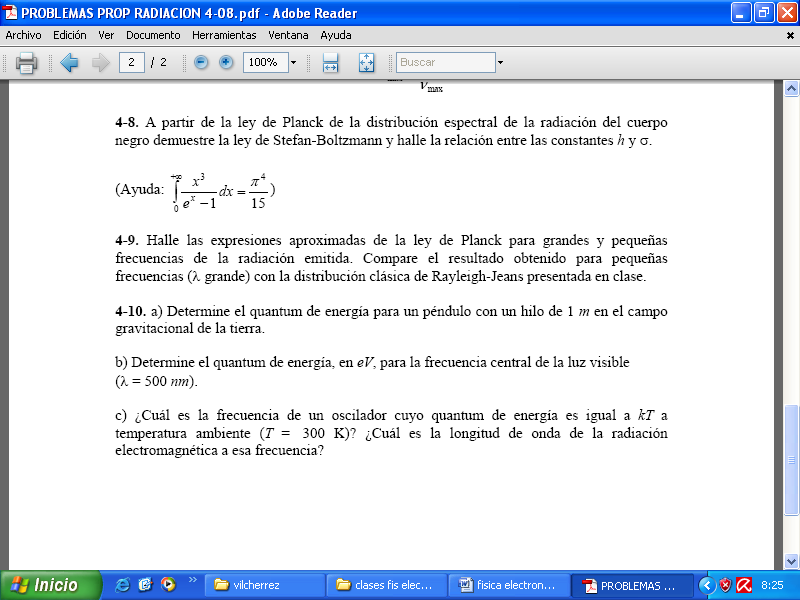 PROBLEMAS PROP RADIACION 4-08.pdf - Adobe Reader
Archivo Edición Ver Documento Herramientas Ventana Ayuda
2 / 2 100% Buscar
ν max
4-8. A partir de la ley de Planck de la distribución espectral de la radiación del cuerpo
negro demuestre la ley de Stefan-Boltzmann y halle la relación entre las constantes h y σ.
(Ayuda: ∫₀^{+∞} x³/(eˣ − 1) dx = π⁴/15 )
4-9. Halle las expresiones aproximadas de la ley de Planck para grandes y pequeñas
frecuencias de la radiación emitida. Compare el resultado obtenido para pequeñas
frecuencias (λ grande) con la distribución clásica de Rayleigh-Jeans presentada en clase.
4-10. a) Determine el quantum de energía para un péndulo con un hilo de 1 m en el campo
gravitacional de la tierra.
b) Determine el quantum de energía, en eV, para la frecuencia central de la luz visible
(λ = 500 nm).
c) ¿Cuál es la frecuencia de un oscilador cuyo quantum de energía es igual a kT a
temperatura ambiente (T = 300 K)? ¿Cuál es la longitud de onda de la radiación
electromagnética a esa frecuencia?
Inicio » vilcherrez clases fis elec... fisica electron... PROBLEMAS ... 8:25